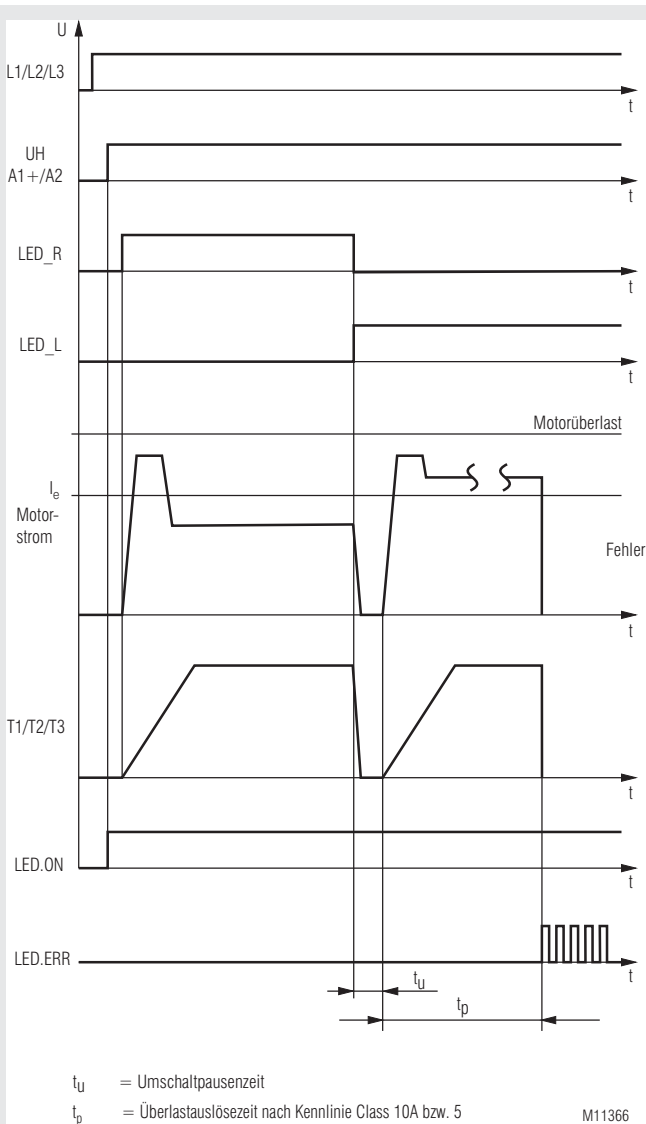 U
L1/L2/L3
t
UH
A1+/A2
t
LED_R
t
LED_L
t
Motorüberlast
Ie
Motor-
strom
Fehler
t
T1/T2/T3
t
LED.ON
t
LED.ERR
t
tu
tp
tu = Umschaltpausenzeit
tp = Überlastauslösezeit nach Kennlinie Class 10A bzw. 5
M11366